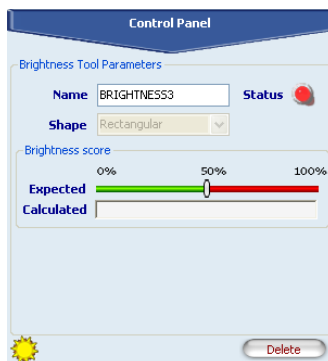 Control Panel
Brightness Tool Parameters
Name BRIGHTNESS3 Status
Shape Rectangular
Brightness score
0% 50% 100%
Expected
Calculated
Delete